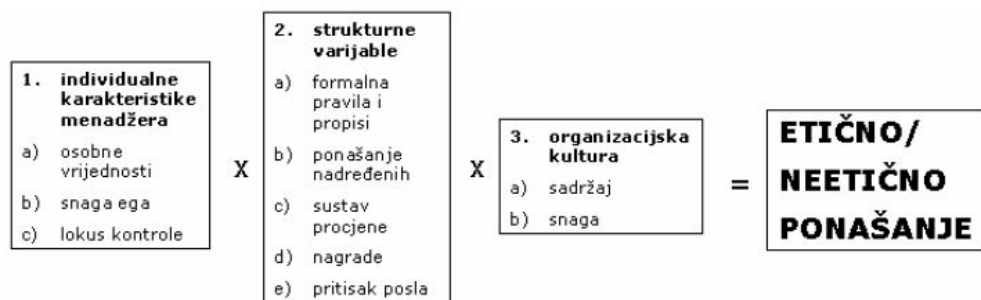 1. individualne
karakteristike
menadžera
a) osobne
vrijednosti
b) snaga ega
c) lokus kontrole
X
2. strukturne
varijable
a) formalna
pravila i
propisi
b) ponašanje
nadređenih
c) sustav
procjene
d) nagrade
e) pritisak posla
X
3. organizacijska
kultura
a) sadržaj
b) snaga
=
ETIČNO/
NEETIČNO
PONAŠANJE